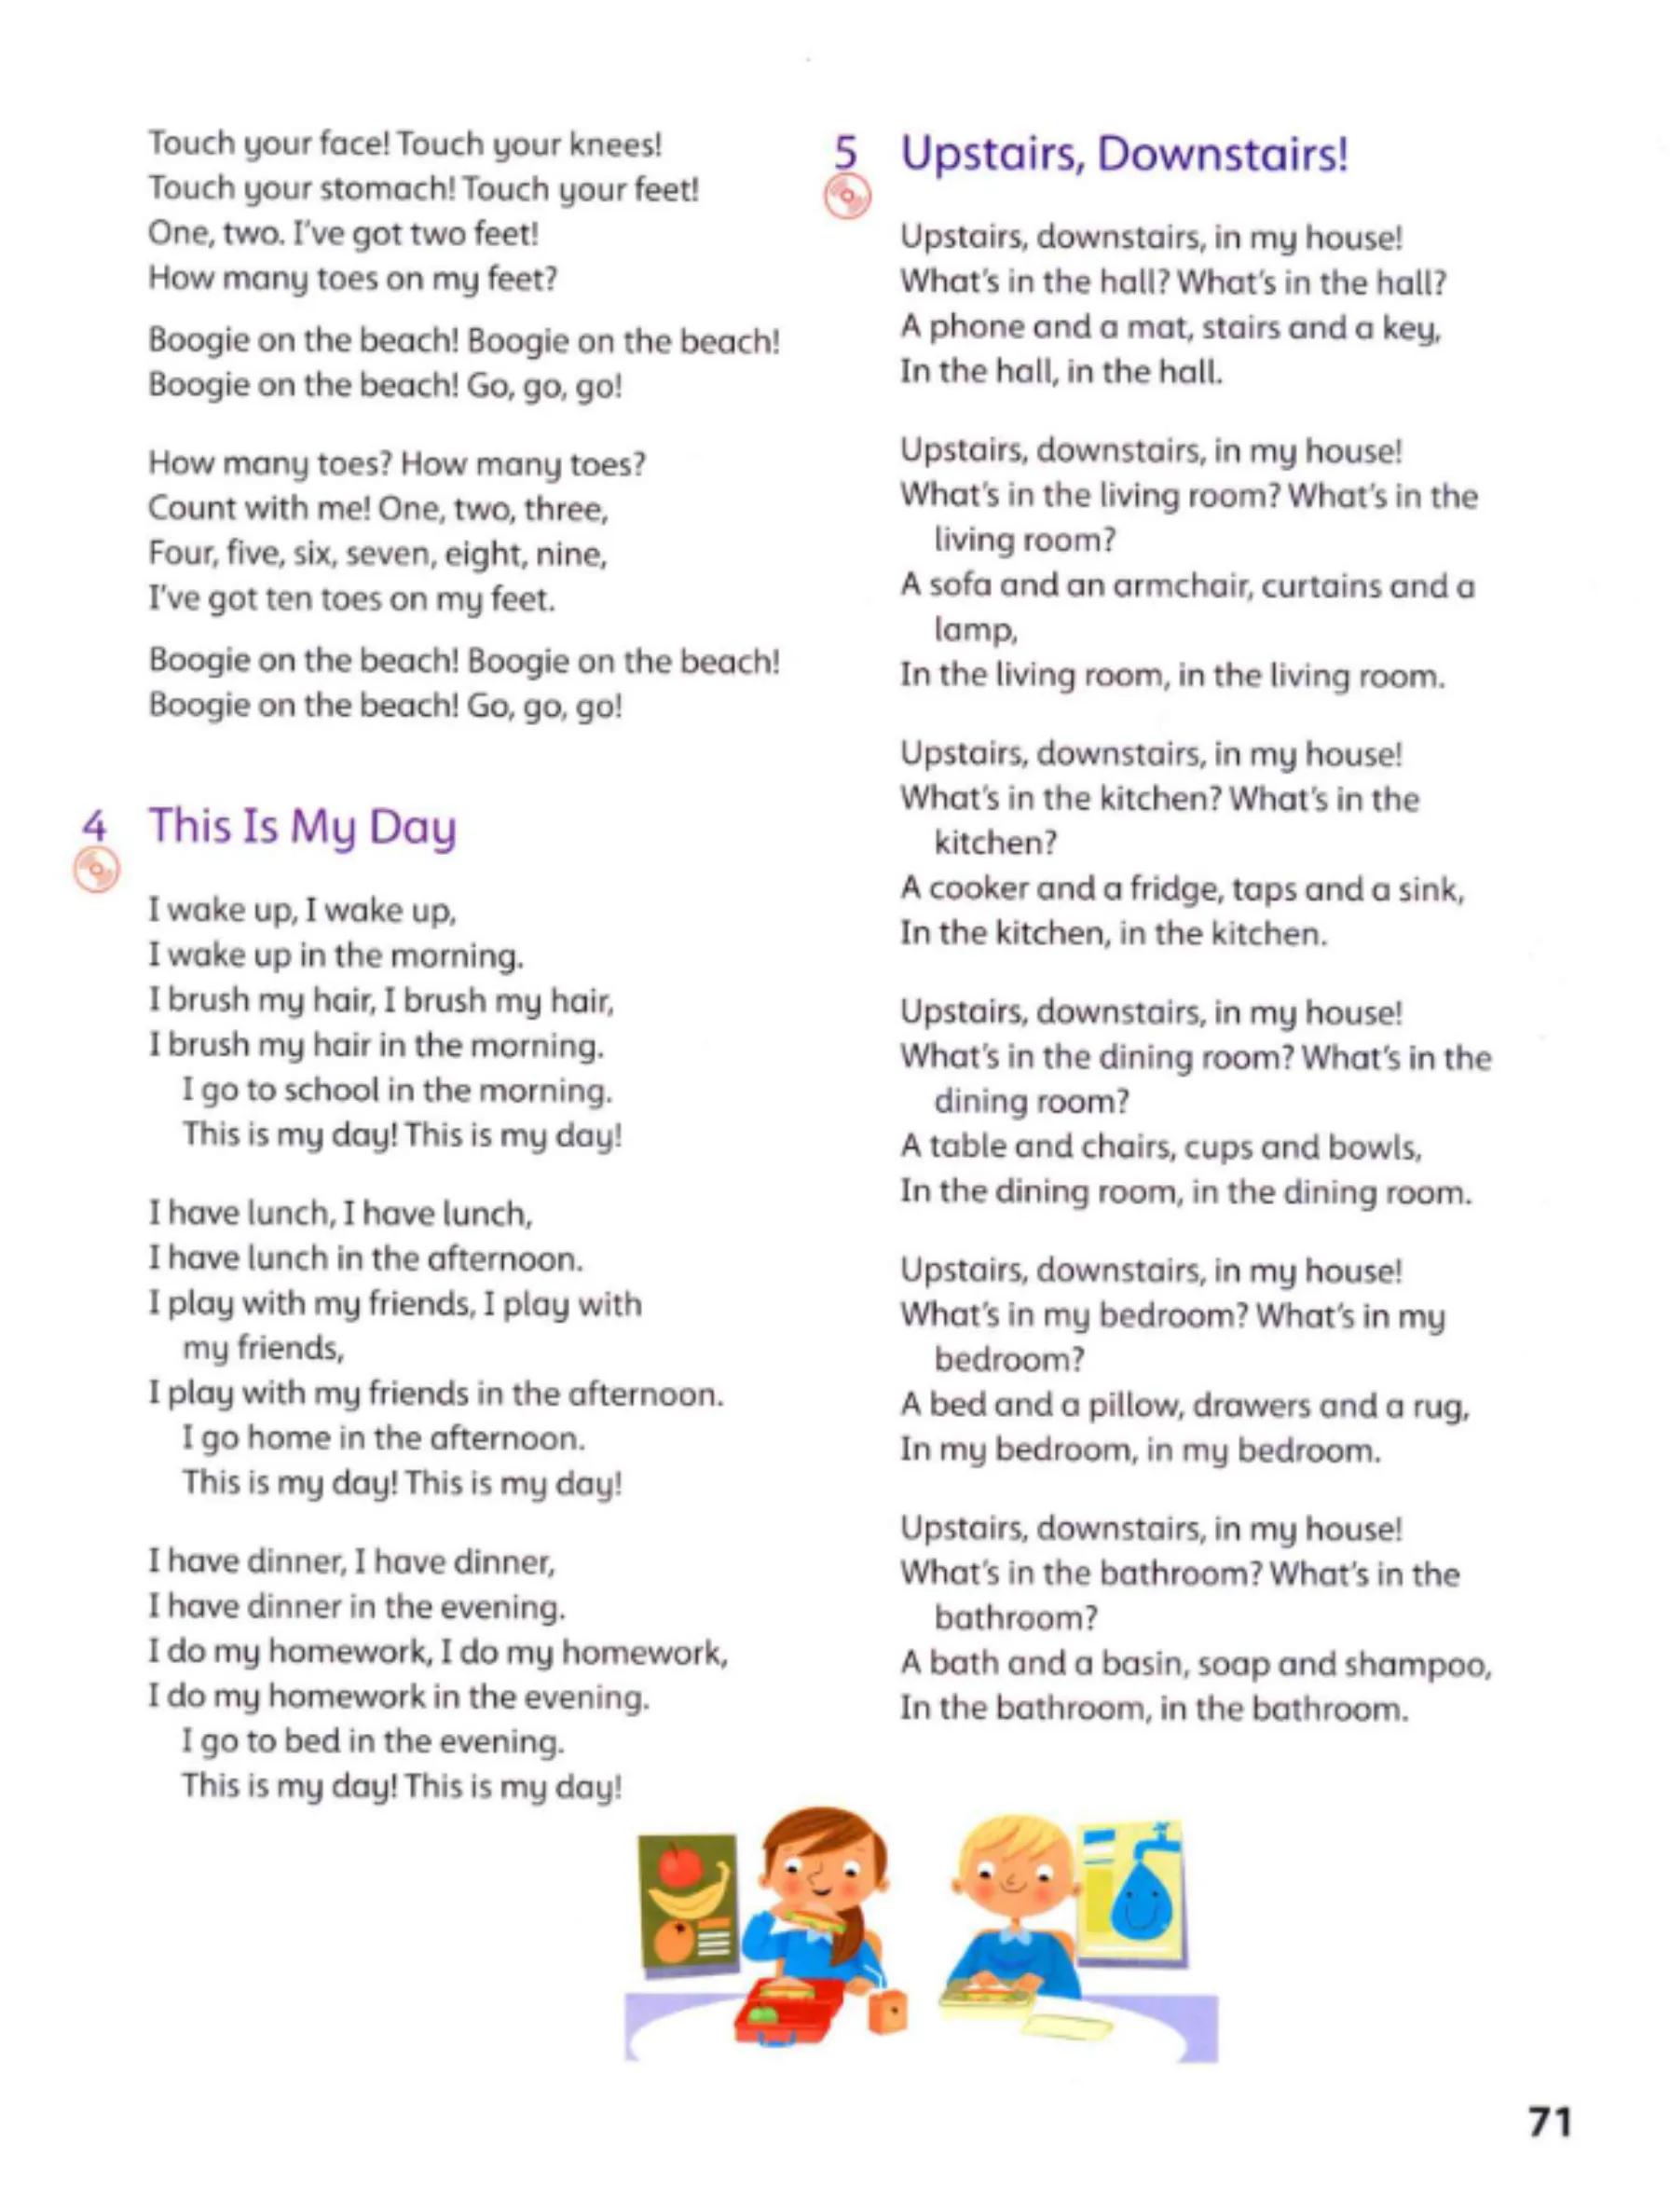 Touch your face! Touch your knees!
Touch your stomach! Touch your feet!
One, two. I've got two feet!
How many toes on my feet?
Boogie on the beach! Boogie on the beach!
Boogie on the beach! Go, go, go!
How many toes? How many toes?
Count with me! One, two, three,
Four, five, six, seven, eight, nine,
I've got ten toes on my feet.
Boogie on the beach! Boogie on the beach!
Boogie on the beach! Go, go, go!
4 This Is My Day
I wake up, I wake up,
I wake up in the morning.
I brush my hair, I brush my hair,
I brush my hair in the morning.
I go to school in the morning.
This is my day! This is my day!
I have lunch, I have lunch,
I have lunch in the afternoon.
I play with my friends, I play with
my friends,
I play with my friends in the afternoon.
I go home in the afternoon.
This is my day! This is my day!
I have dinner, I have dinner,
I have dinner in the evening.
I do my homework, I do my homework,
I do my homework in the evening.
I go to bed in the evening.
This is my day! This is my day!
5 Upstairs, Downstairs!
Upstairs, downstairs, in my house!
What's in the hall? What's in the hall?
A phone and a mat, stairs and a key,
In the hall, in the hall.
Upstairs, downstairs, in my house!
What's in the living room? What's in the
living room?
A sofa and an armchair, curtains and a
lamp,
In the living room, in the living room.
Upstairs, downstairs, in my house!
What's in the kitchen? What's in the
kitchen?
A cooker and a fridge, taps and a sink,
In the kitchen, in the kitchen.
Upstairs, downstairs, in my house!
What's in the dining room? What's in the
dining room?
A table and chairs, cups and bowls,
In the dining room, in the dining room.
Upstairs, downstairs, in my house!
What's in my bedroom? What's in my
bedroom?
A bed and a pillow, drawers and a rug,
In my bedroom, in my bedroom.
Upstairs, downstairs, in my house!
What's in the bathroom? What's in the
bathroom?
A bath and a basin, soap and shampoo,
In the bathroom, in the bathroom.
71